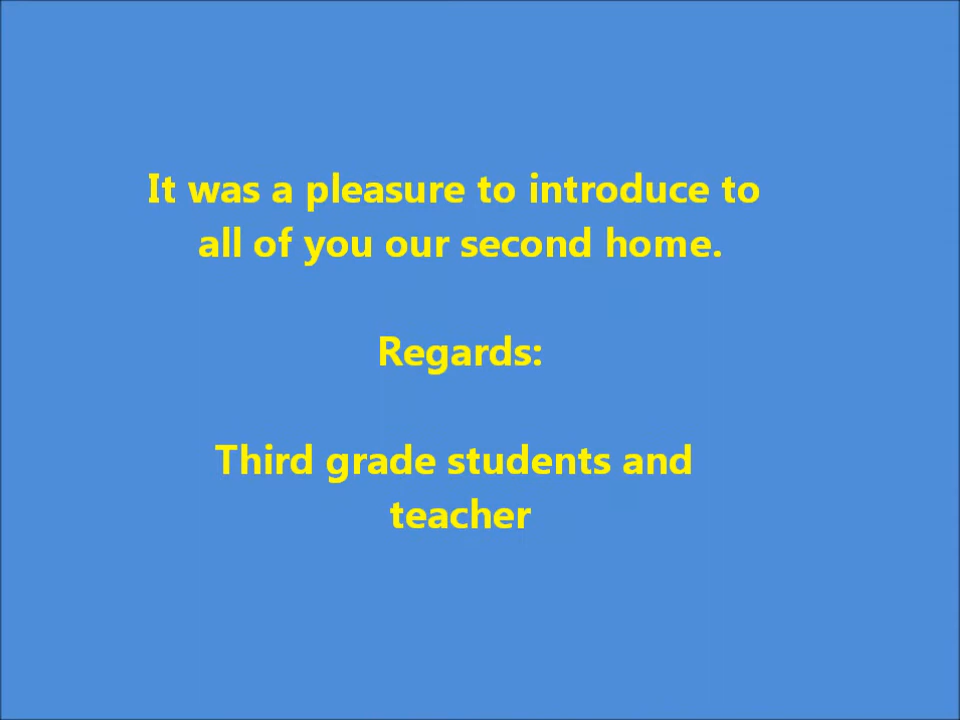 It was a pleasure to introduce to
all of you our second home.
Regards:
Third grade students and
teacher